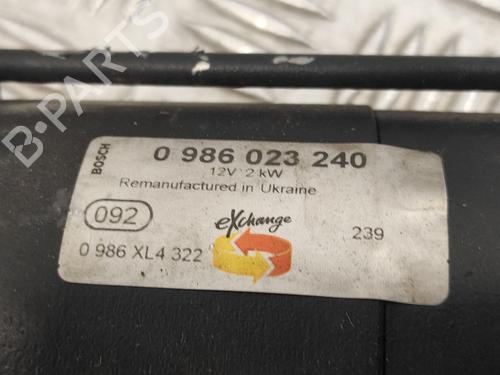 B-PARTS
BOSCH
0 986 023 240
12V 2 kW
Remanufactured in Ukraine
092
eXchange
239
0 986 XL4 322